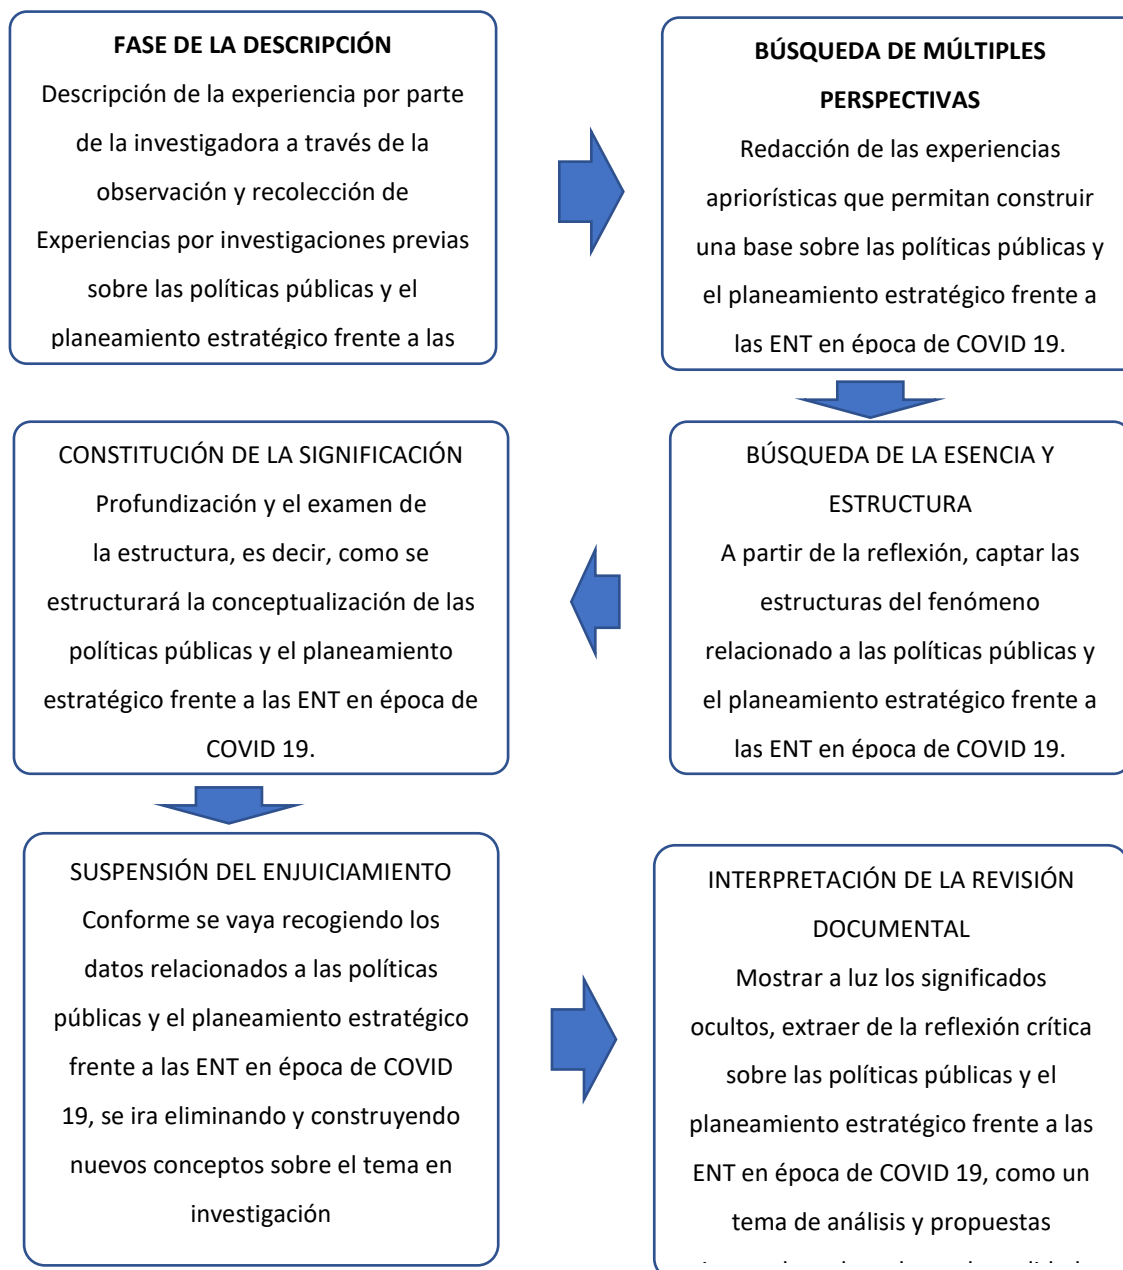 FASE DE LA DESCRIPCIÓN
Descripción de la experiencia por parte
de la investigadora a través de la
observación y recolección de
Experiencias por investigaciones previas
sobre las políticas públicas y el
planeamiento estratégico frente a las
BÚSQUEDA DE MÚLTIPLES
PERSPECTIVAS
Redacción de las experiencias
apriorísticas que permitan construir
una base sobre las políticas públicas y
el planeamiento estratégico frente a
las ENT en época de COVID 19.
BÚSQUEDA DE LA ESENCIA Y
ESTRUCTURA
A partir de la reflexión, captar las
estructuras del fenómeno
relacionado a las políticas públicas y
el planeamiento estratégico frente a
las ENT en época de COVID 19.
CONSTITUCIÓN DE LA SIGNIFICACIÓN
Profundización y el examen de
la estructura, es decir, como se
estructurará la conceptualización de las
políticas públicas y el planeamiento
estratégico frente a las ENT en época de
COVID 19.
SUSPENSIÓN DEL ENJUICIAMIENTO
Conforme se vaya recogiendo los
datos relacionados a las políticas
públicas y el planeamiento estratégico
frente a las ENT en época de COVID
19, se ira eliminando y construyendo
nuevos conceptos sobre el tema en
investigación
INTERPRETACIÓN DE LA REVISIÓN
DOCUMENTAL
Mostrar a luz los significados
ocultos, extraer de la reflexión crítica
sobre las políticas públicas y el
planeamiento estratégico frente a las
ENT en época de COVID 19, como un
tema de análisis y propuestas